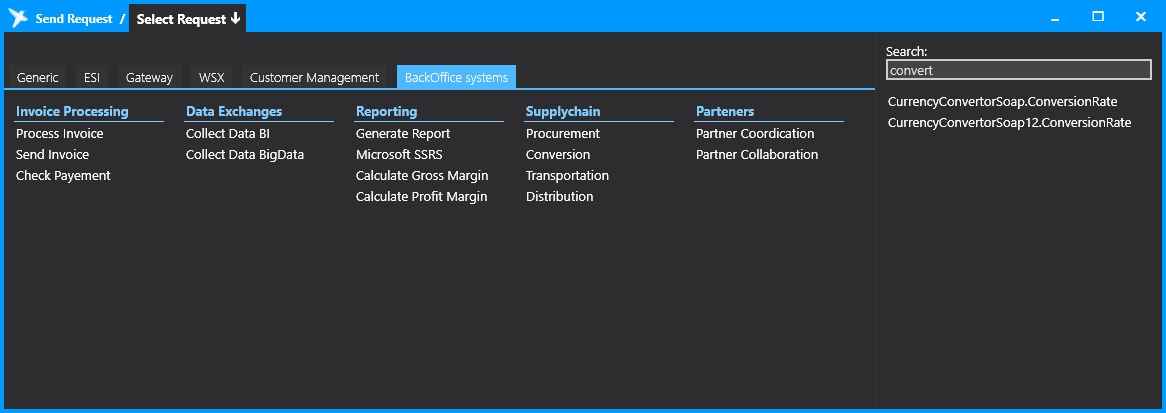 Send Request / Select Request ↓
Search:
convert
Generic ESI Gateway WSX Customer Management BackOffice systems
Invoice Processing
Process Invoice
Send Invoice
Check Payement
Data Exchanges
Collect Data BI
Collect Data BigData
Reporting
Generate Report
Microsoft SSRS
Calculate Gross Margin
Calculate Profit Margin
Supplychain
Procurement
Conversion
Transportation
Distribution
Parteners
Partner Coordication
Partner Collaboration
CurrencyConvertorSoap.ConversionRate
CurrencyConvertorSoap12.ConversionRate